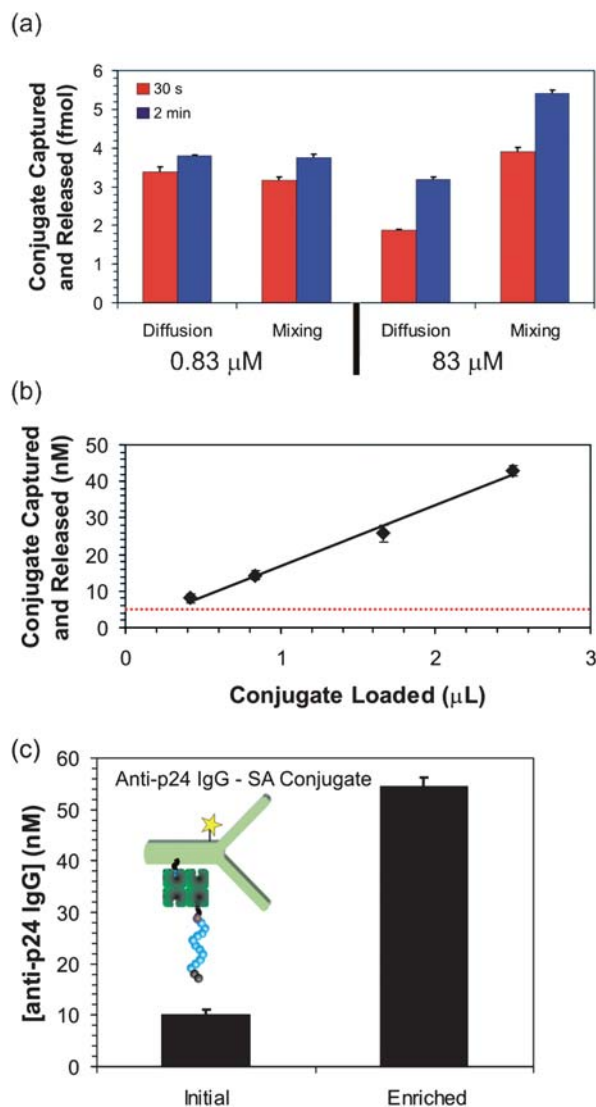 (a)
Conjugate Captured
and Released (fmol)
6
5
4
3
2
1
0
30 s
2 min
Diffusion Mixing Diffusion Mixing
0.83 µM 83 µM
(b)
Conjugate Captured
and Released (nM)
50
40
30
20
10
0
0 1 2 3
Conjugate Loaded (µL)
(c)
[anti-p24 IgG] (nM)
60
50
40
30
20
10
0
Anti-p24 IgG - SA Conjugate
Initial Enriched